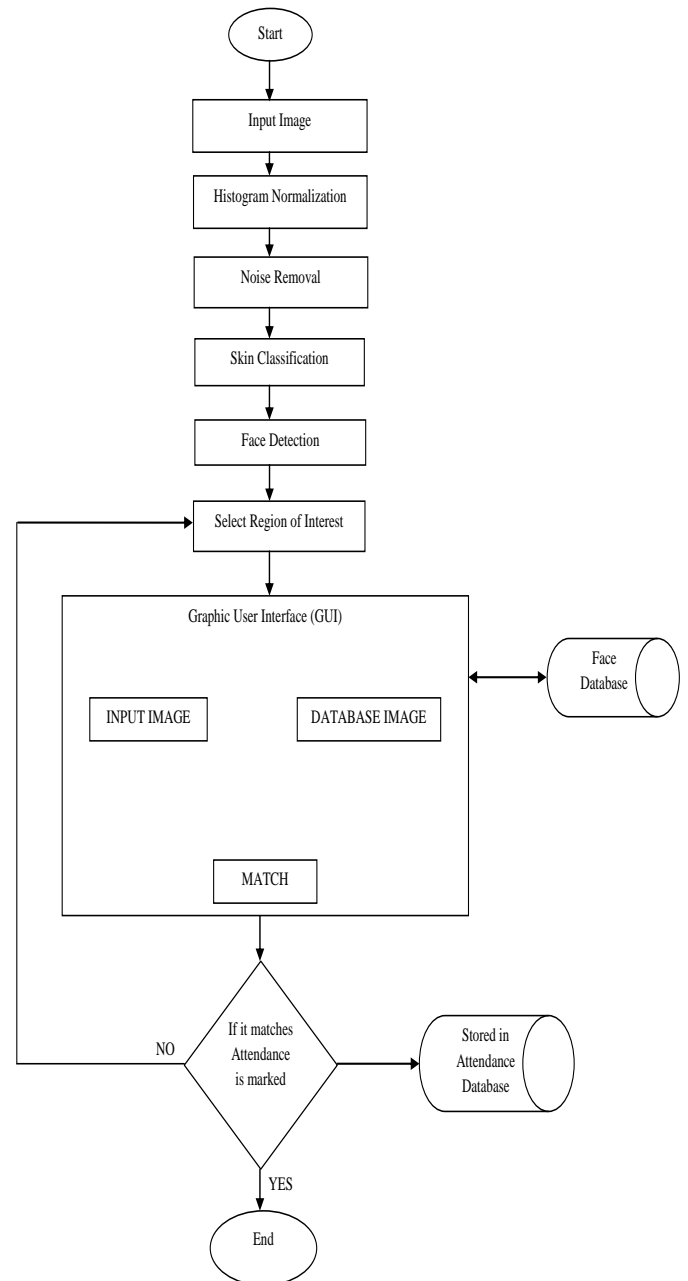 Start
Input Image
Histogram Normalization
Noise Removal
Skin Classification
Face Detection
Select Region of Interest
Graphic User Interface (GUI)
Face
Database
INPUT IMAGE
DATABASE IMAGE
MATCH
If it matches
Attendance
is marked
NO
Stored in
Attendance
Database
YES
End